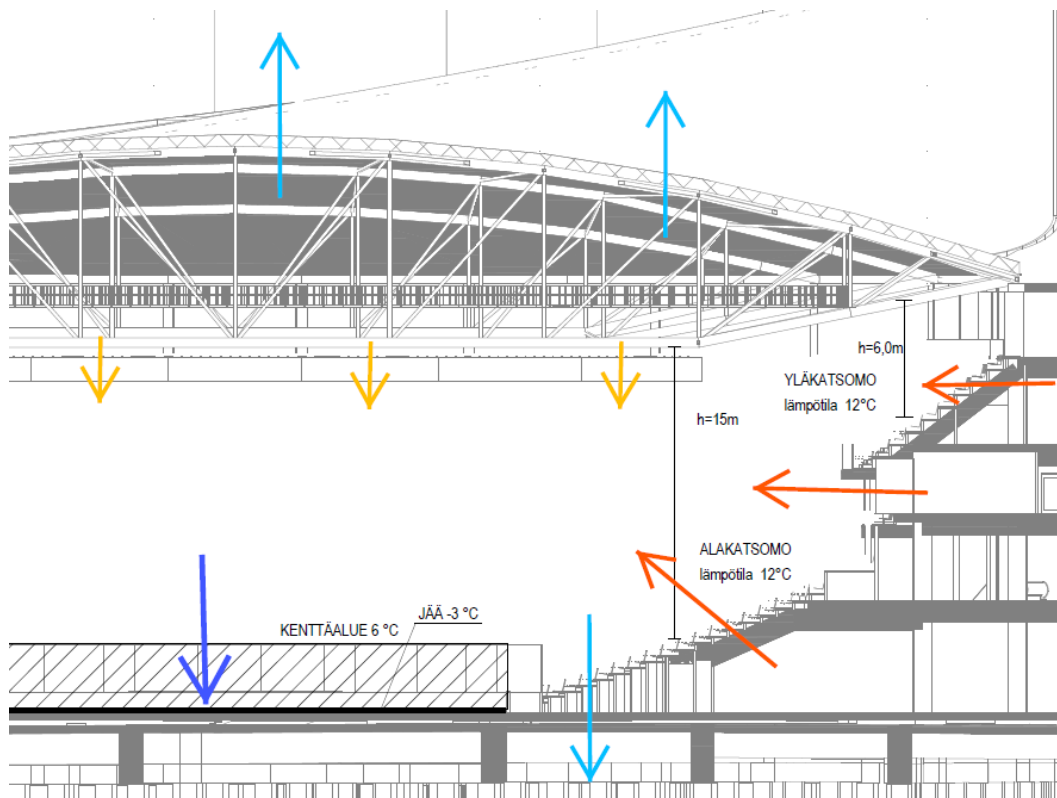 h=6,0m
YLÄKATSOMO
lämpötila 12°C
h=15m
ALAKATSOMO
lämpötila 12°C
JÄÄ -3 °C
KENTTÄALUE 6 °C